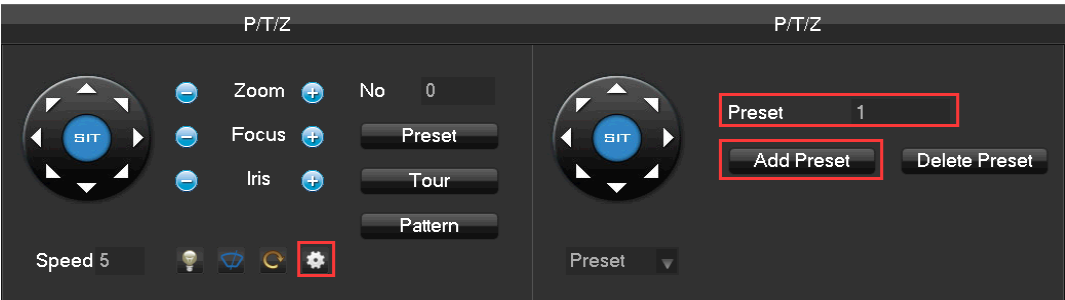 P/T/Z
SIT
Zoom
No 0
Focus
Preset
Iris
Tour
Pattern
Speed 5
P/T/Z
SIT
Preset 1
Add Preset
Delete Preset
Preset